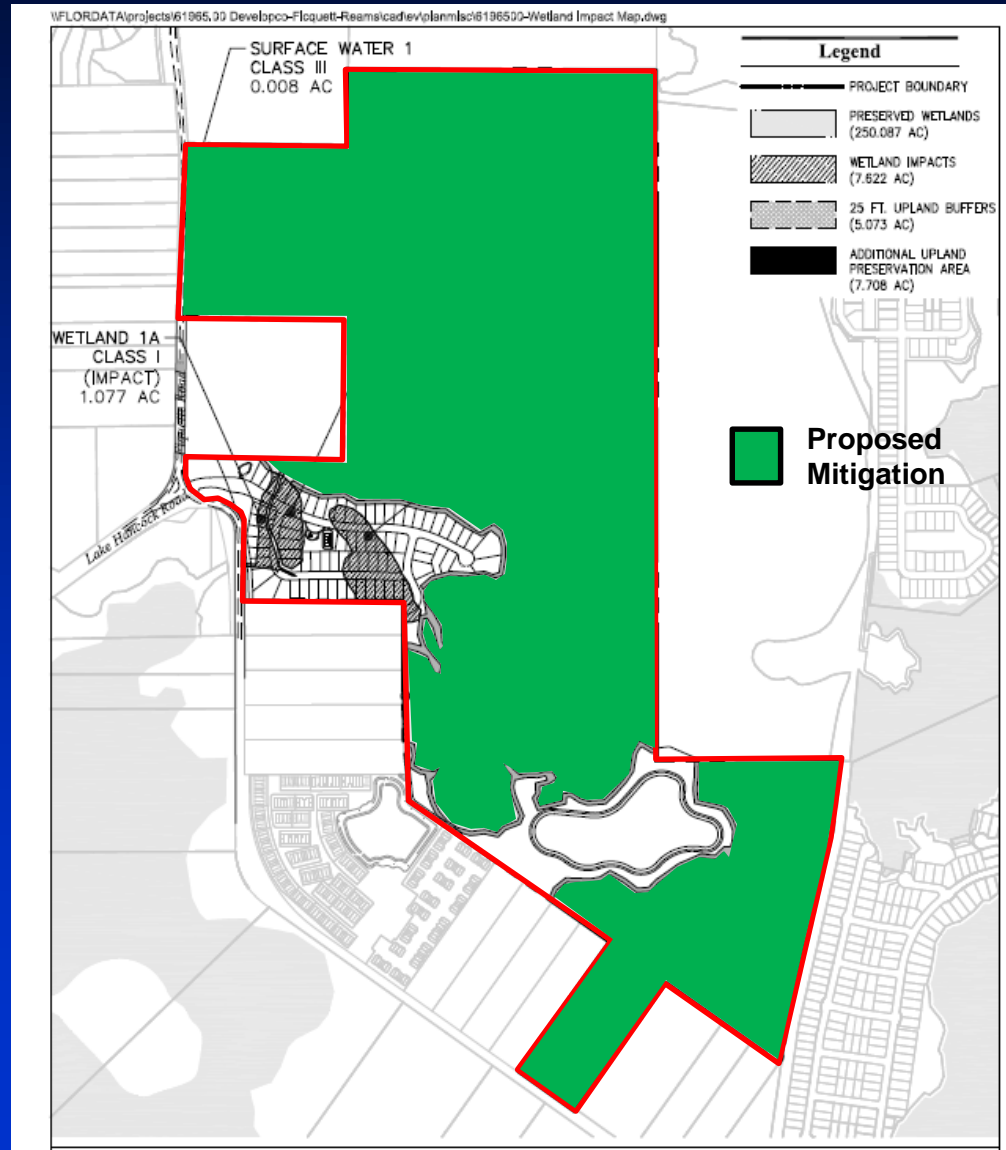 \\FLORDATA\projects\61965.00 Developco-Ficquett-Reams\cad\ev\planmisc\6196500-Wetland Impact Map.dwg
SURFACE WATER 1
CLASS III
0.008 AC
Legend
PROJECT BOUNDARY
PRESERVED WETLANDS
(250.087 AC)
WETLAND IMPACTS
(7.622 AC)
25 FT. UPLAND BUFFERS
(5.073 AC)
ADDITIONAL UPLAND
PRESERVATION AREA
(7.708 AC)
WETLAND 1A
CLASS I
(IMPACT)
1.077 AC
Proposed
Mitigation
Road
Lake Hancock Road